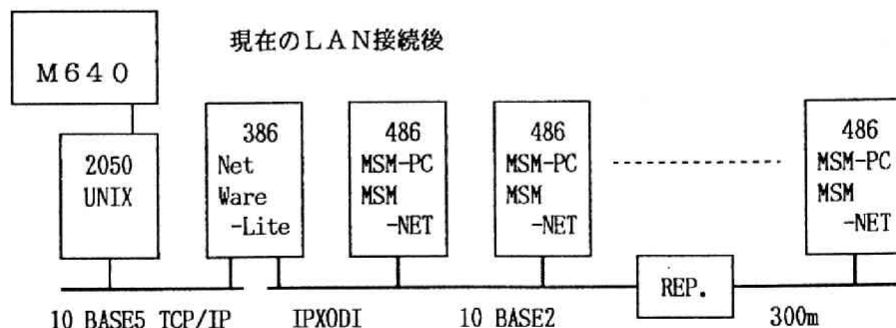 現在のLAN接続後
M640
2050
UNIX
386
Net
Ware
-Lite
486
MSM-PC
MSM
-NET
486
MSM-PC
MSM
-NET
486
MSM-PC
MSM
-NET
REP.
10 BASE5 TCP/IP
IPXODI
10 BASE2
300m